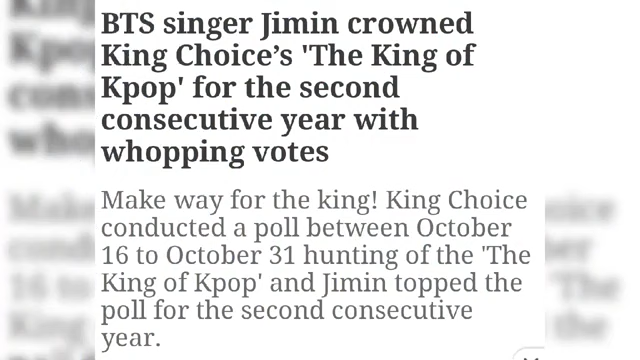 BTS singer Jimin crowned
King Choice’s 'The King of
Kpop' for the second
consecutive year with
whopping votes
Make way for the king! King Choice
conducted a poll between October
16 to October 31 hunting of the 'The
King of Kpop' and Jimin topped the
poll for the second consecutive
year.